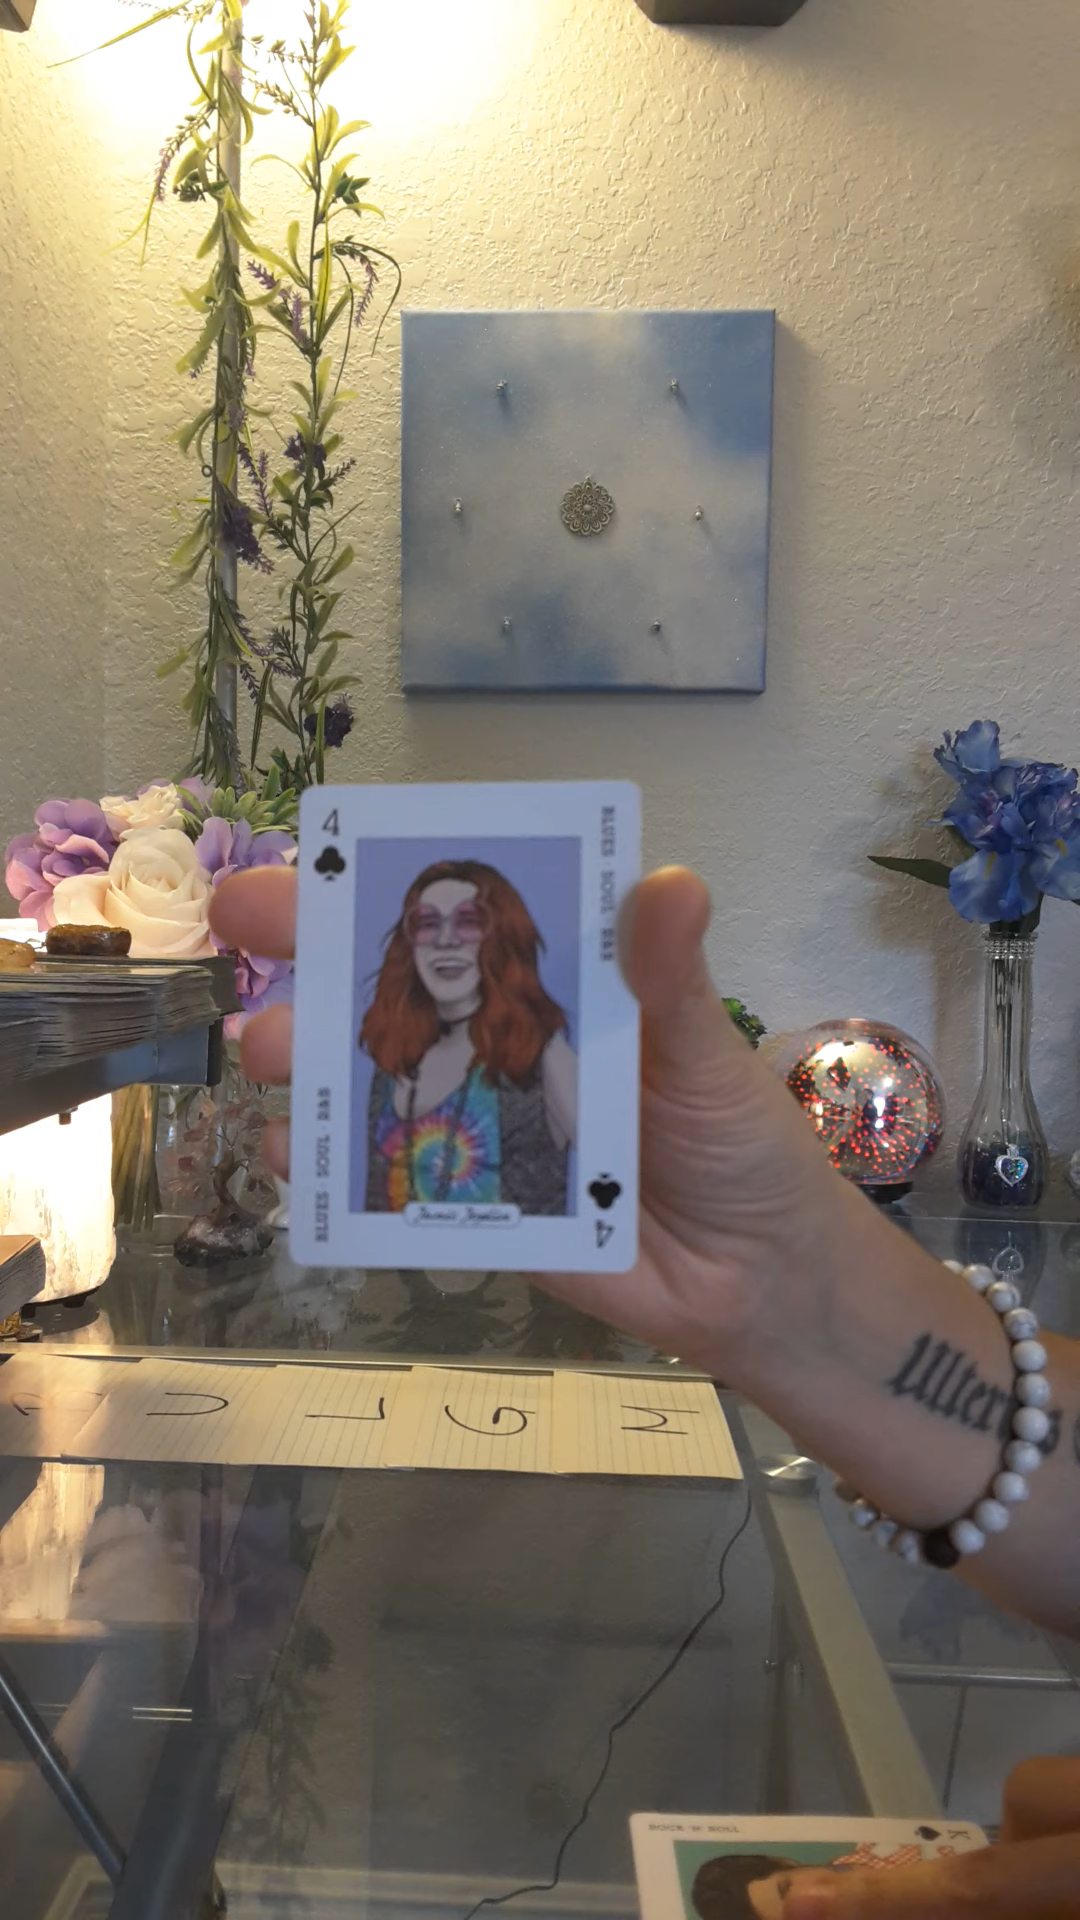 4
BLUES · SOUL · R&B
BLUES · SOUL · R&B
Janis Joplin
4
U
L
G
M
ROCK 'N' ROLL
K